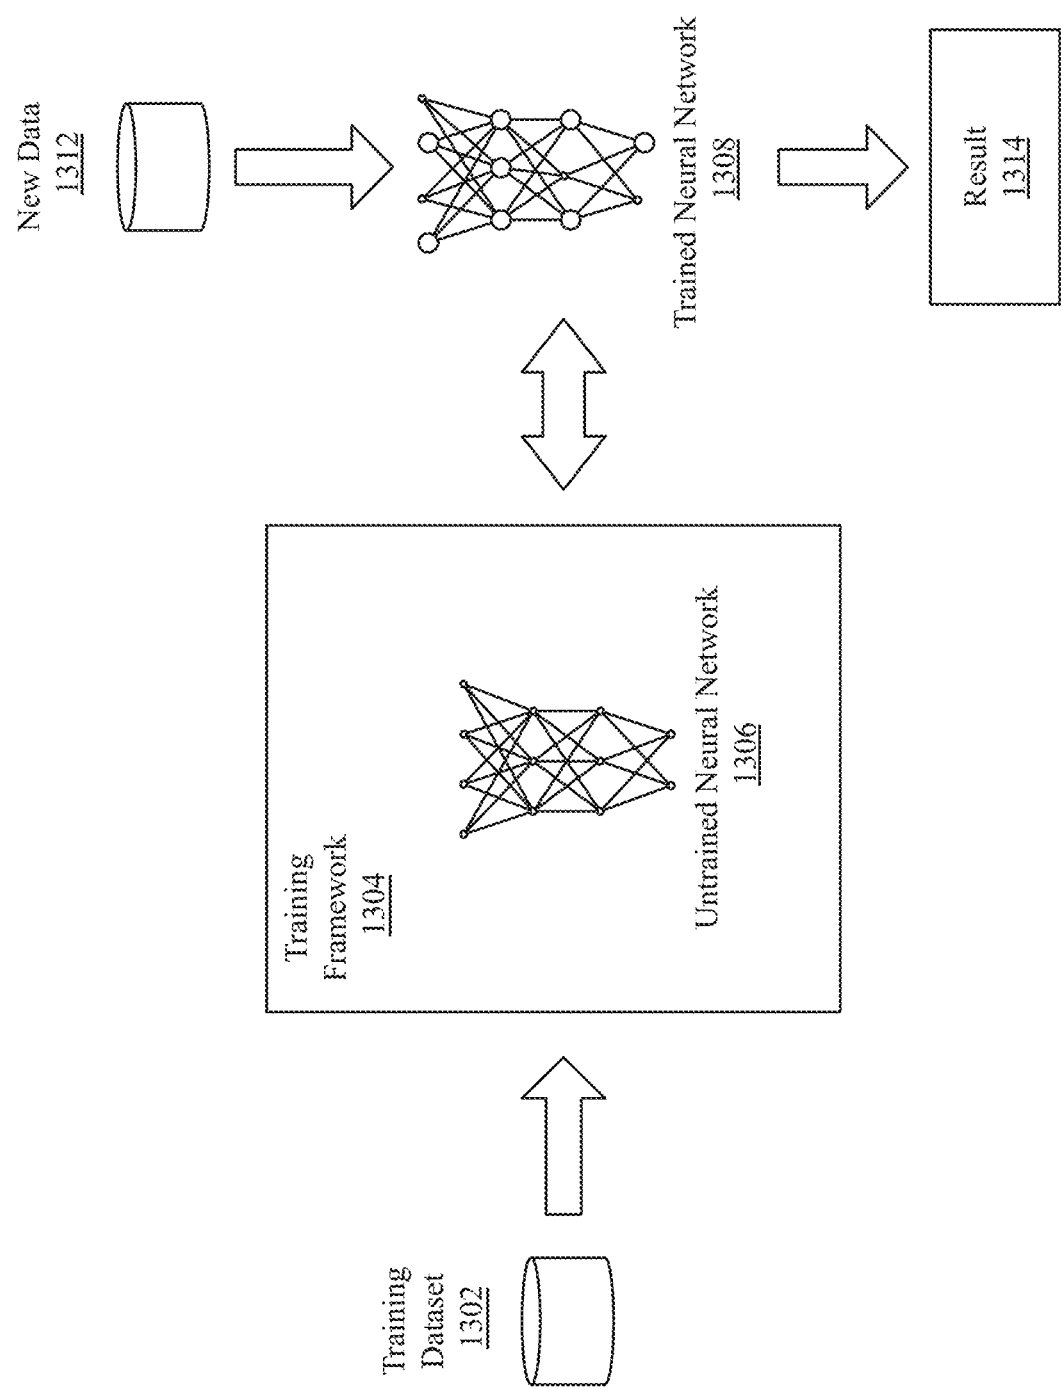 New Data
1312
Trained Neural Network
1308
Result
1314
Training
Framework
1304
Untrained Neural Network
1306
Training
Dataset
1302